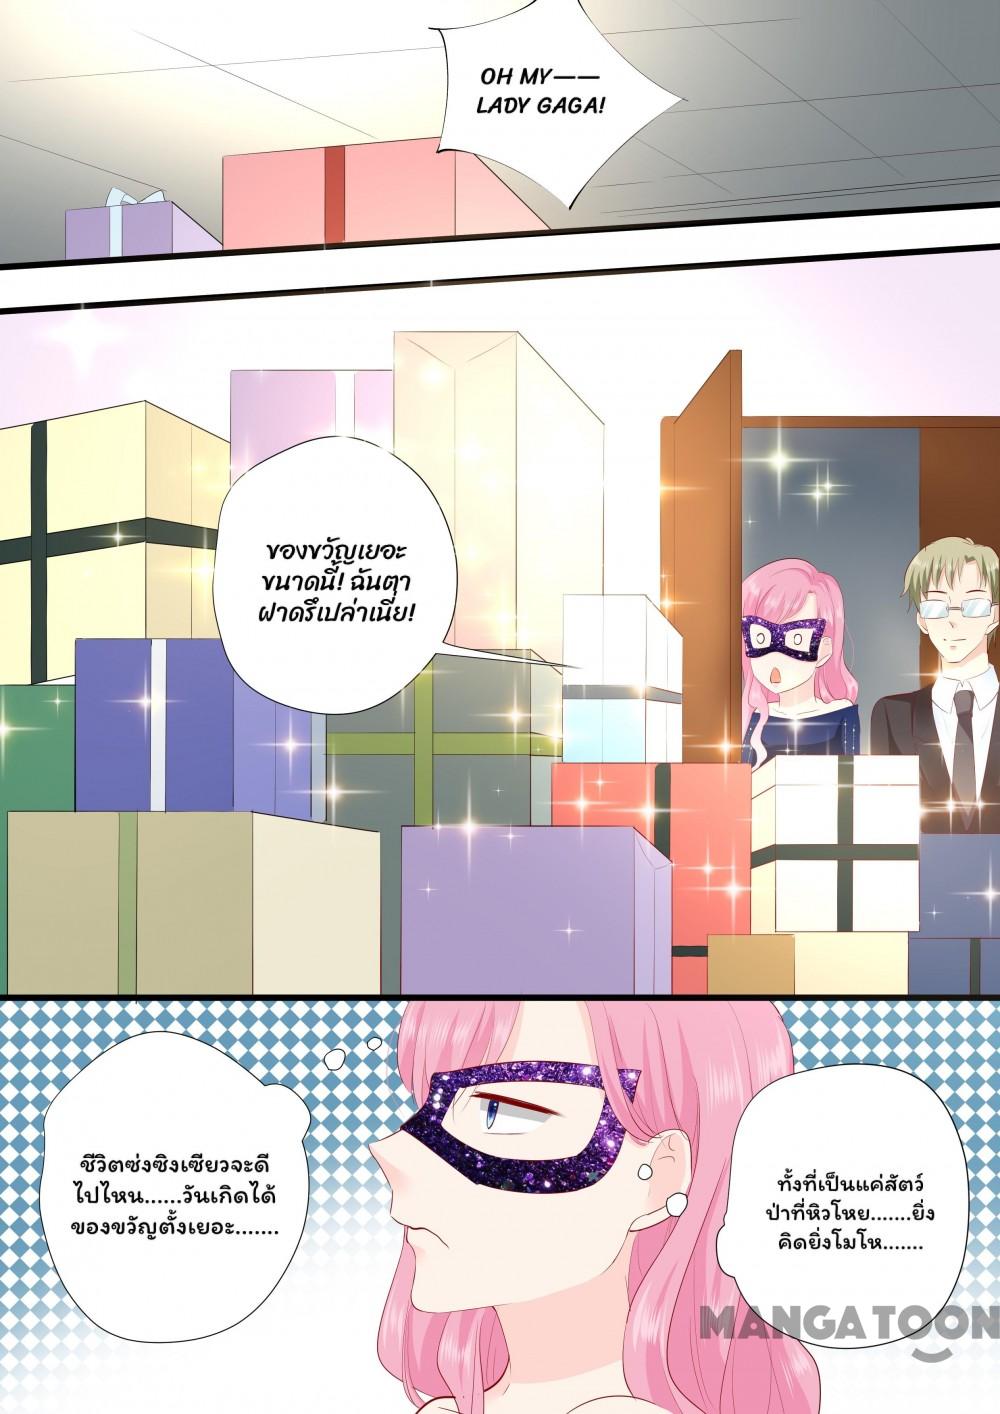 OH MY——
LADY GAGA!
ของขวัญเยอะ
ขนาดนี้! ฉันตา
ฝาดรึเปล่าเนี่ย!
ชีวิตซ่งซิงเซียวจะดี
ไปไหน......วันเกิดได้
ของขวัญตั้งเยอะ.......
ทั้งที่เป็นแค่สัตว์
ป่าที่หิวโหย.......ยิ่ง
คิดยิ่งโมโห.......
MANGATOON